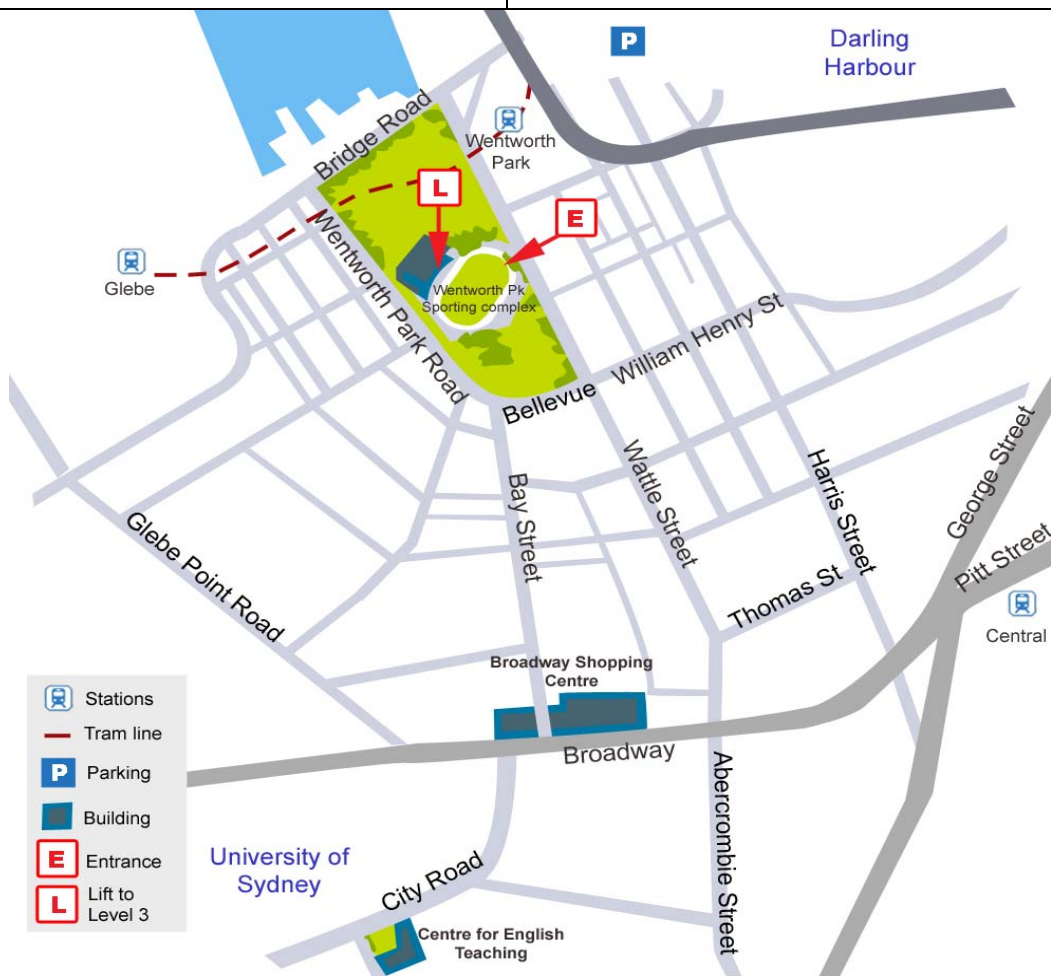 P
Darling
Harbour
Bridge Road
Wentworth
Park
L
E
Glebe
Wentworth Park Road
Wentworth Pk
Sporting complex
William Henry St
Bellevue
Wattle Street
Harris Street
George Street
Bay Street
Pitt Street
Glebe Point Road
Thomas St
Central
Broadway Shopping
Centre
Broadway
Stations
Tram line
P
Parking
Building
E
Entrance
L
Lift to
Level 3
Abercrombie Street
University of
Sydney
City Road
Centre for English
Teaching